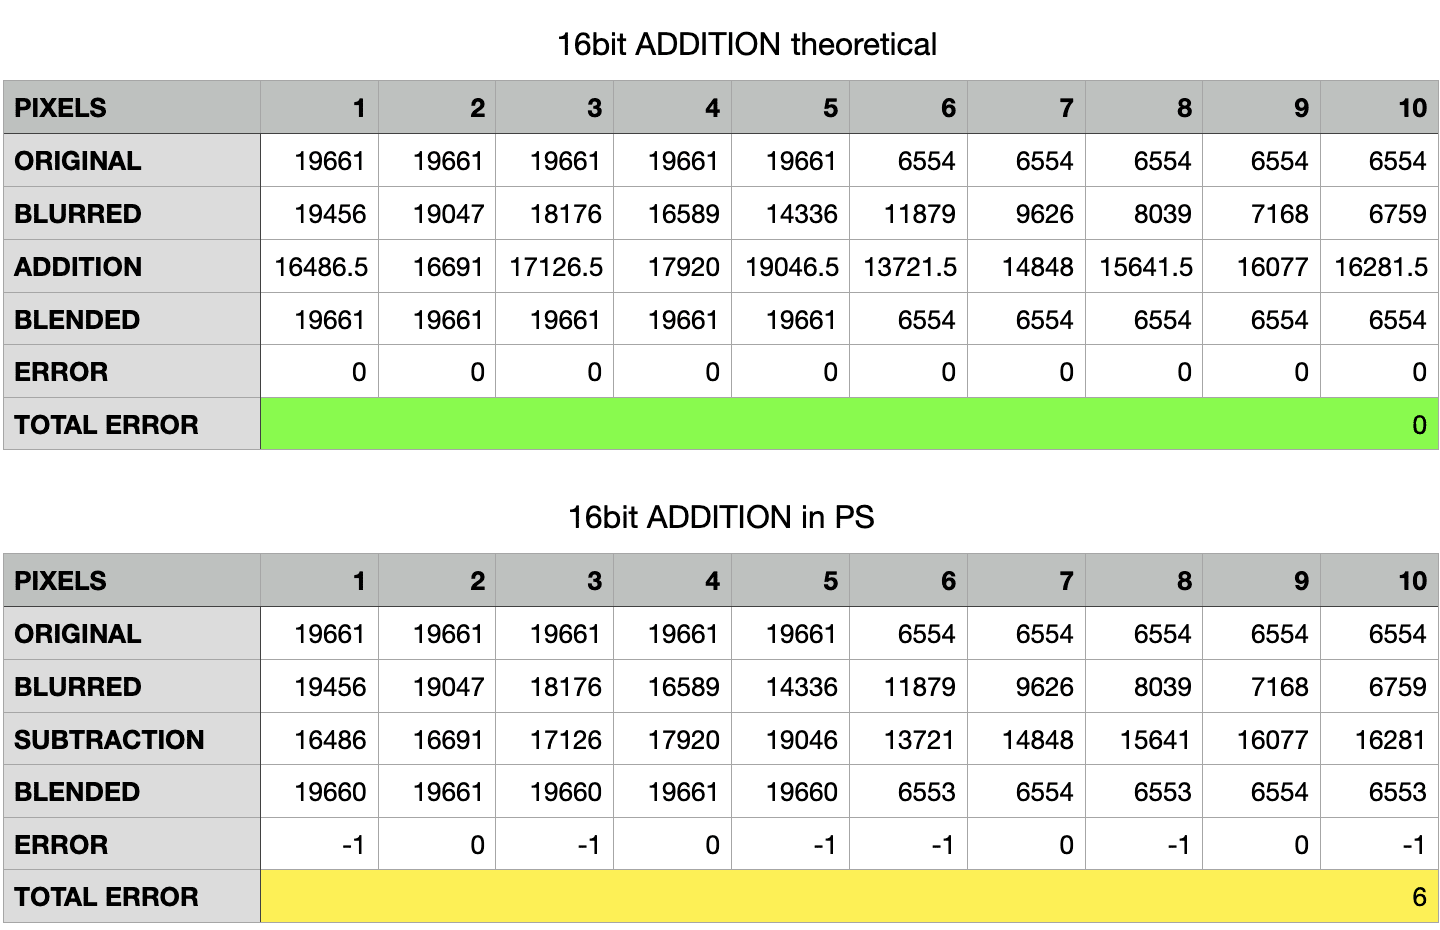 16bit ADDITION theoretical
PIXELS 1 2 3 4 5 6 7 8 9 10
ORIGINAL 19661 19661 19661 19661 19661 6554 6554 6554 6554 6554
BLURRED 19456 19047 18176 16589 14336 11879 9626 8039 7168 6759
ADDITION 16486.5 16691 17126.5 17920 19046.5 13721.5 14848 15641.5 16077 16281.5
BLENDED 19661 19661 19661 19661 19661 6554 6554 6554 6554 6554
ERROR 0 0 0 0 0 0 0 0 0 0
TOTAL ERROR 0
16bit ADDITION in PS
PIXELS 1 2 3 4 5 6 7 8 9 10
ORIGINAL 19661 19661 19661 19661 19661 6554 6554 6554 6554 6554
BLURRED 19456 19047 18176 16589 14336 11879 9626 8039 7168 6759
SUBTRACTION 16486 16691 17126 17920 19046 13721 14848 15641 16077 16281
BLENDED 19660 19661 19660 19661 19660 6553 6554 6553 6554 6553
ERROR -1 0 -1 0 -1 -1 0 -1 0 -1
TOTAL ERROR 6